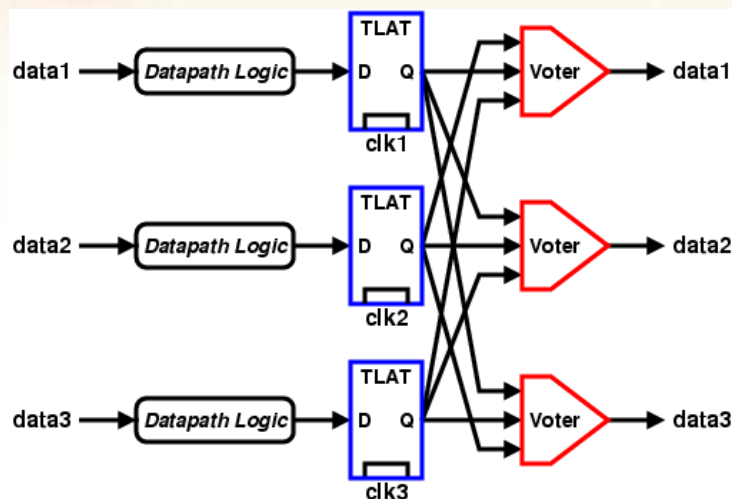 TLAT
data1 Datapath Logic D Q Voter data1
clk1
TLAT
data2 Datapath Logic D Q Voter data2
clk2
TLAT
data3 Datapath Logic D Q Voter data3
clk3